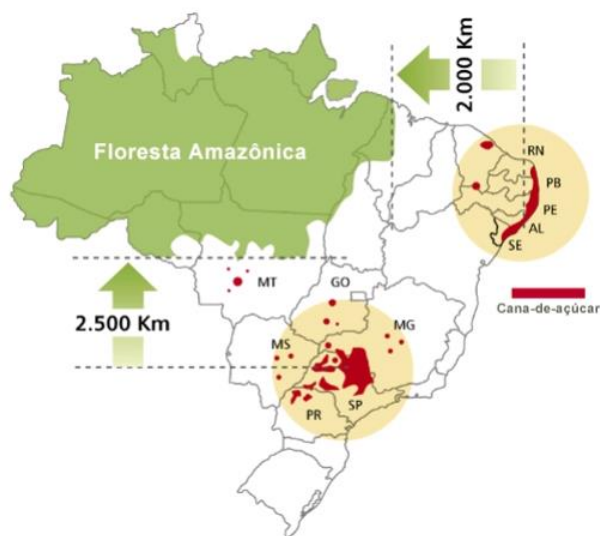 2.000 Km
Floresta Amazônica
RN
PB
PE
AL
SE
Cana-de-açúcar
MT
GO
2.500 Km
MG
MS
SP
PR